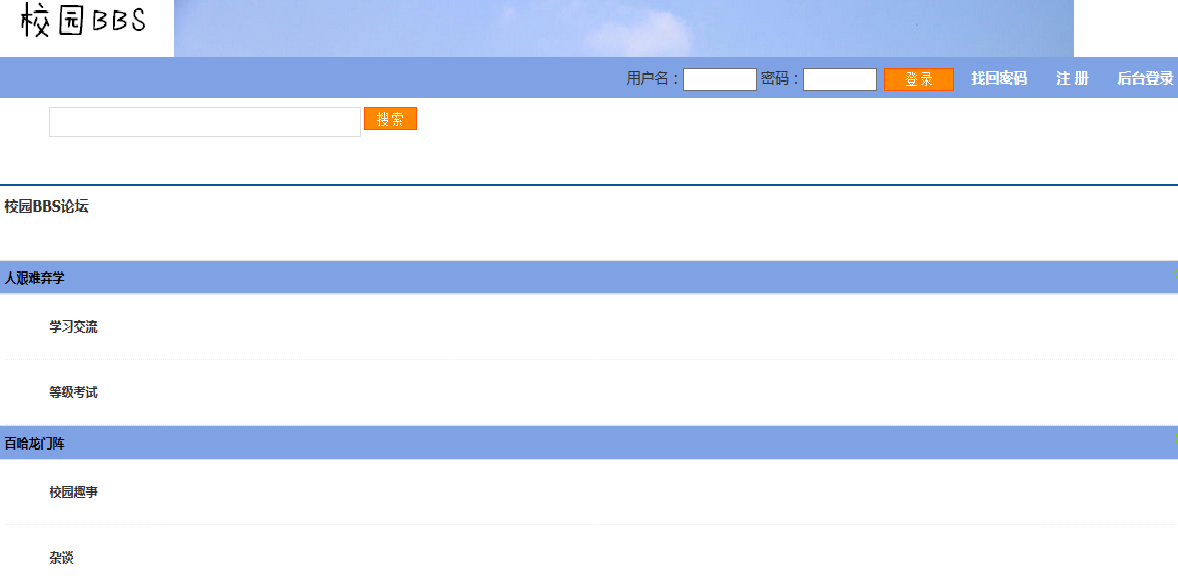 校园BBS
用户名： 密码： 登录 找回密码 注 册 后台登录
搜索
校园BBS论坛
人艰难弃学
学习交流
等级考试
百哈龙门阵
校园趣事
杂谈